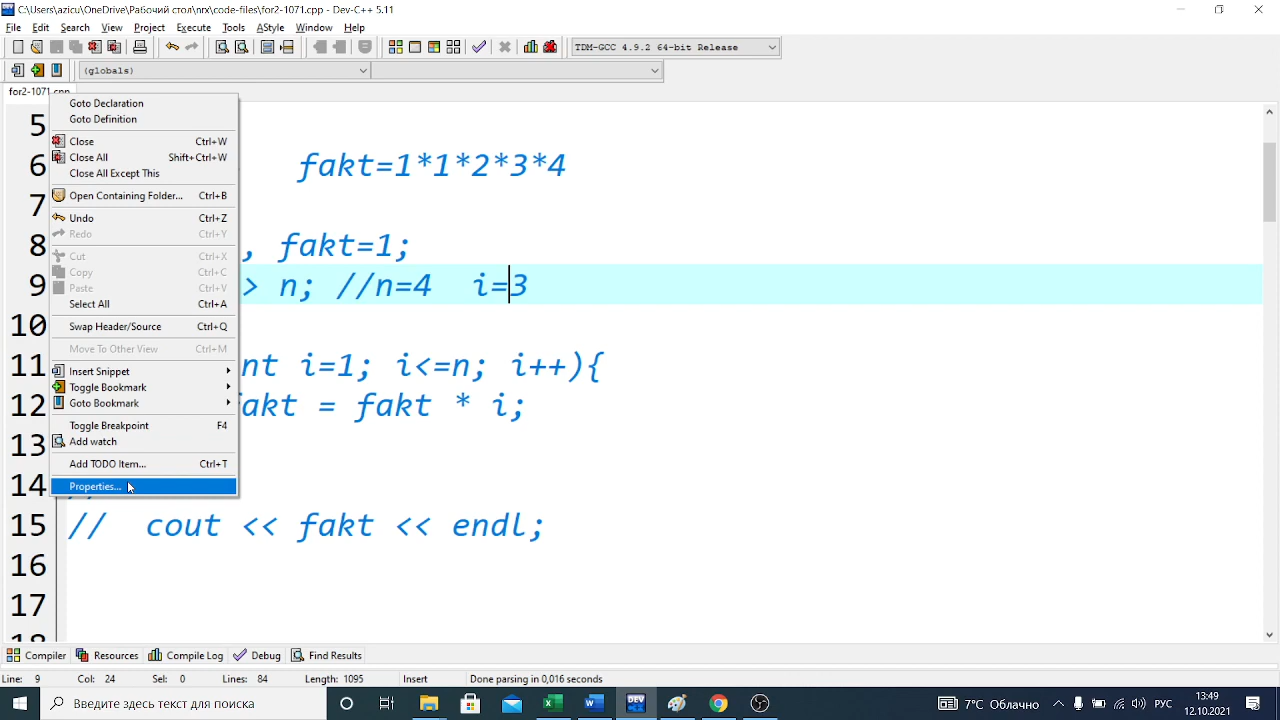 C:\Users\azicu\OneDrive\Рабочий стол\прх\code-files\for2-1071.cpp - Dev-C++ 5.11
File Edit Search View Project Execute Tools AStyle Window Help
TDM-GCC 4.9.2 64-bit Release
(globals)
for2-1071.cpp
Goto Declaration
Goto Definition
Close Ctrl+W
Close All Shift+Ctrl+W
Close All Except This
Open Containing Folder... Ctrl+B
Undo Ctrl+Z
Redo Ctrl+Y
Cut Ctrl+X
Copy Ctrl+C
Paste Ctrl+V
Select All Ctrl+A
Swap Header/Source Ctrl+Q
Move To Other View Ctrl+M
Insert Snippet
Toggle Bookmark
Goto Bookmark
Toggle Breakpoint F4
Add watch
Add TODO Item... Ctrl+T
Properties...
5
6 fakt=1*1*2*3*4
7
8 , fakt=1;
9 > n; //n=4 i=3
10
11 nt i=1; i<=n; i++){
12 akt = fakt * i;
13
14
15 // cout << fakt << endl;
16
17
18
Compiler Resources Compile Log Debug Find Results
Line: 9 Col: 24 Sel: 0 Lines: 84 Length: 1095 Insert Done parsing in 0,016 seconds
Введите здесь текст для поиска
7°C Облачно РУС 13:49
12.10.2021